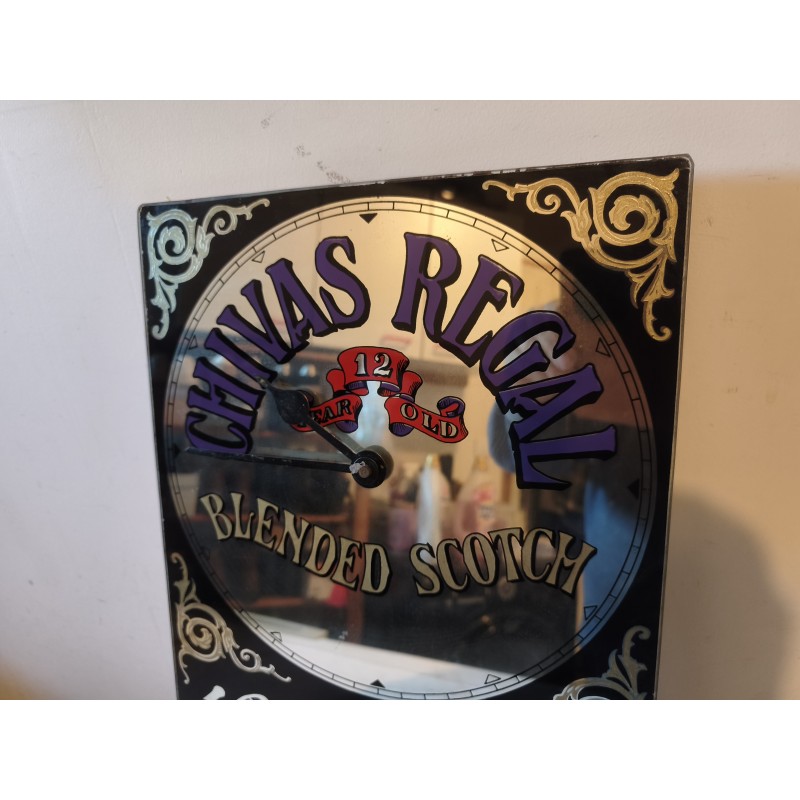 CHIVAS REGAL
12
YEAR OLD
BLENDED SCOTCH